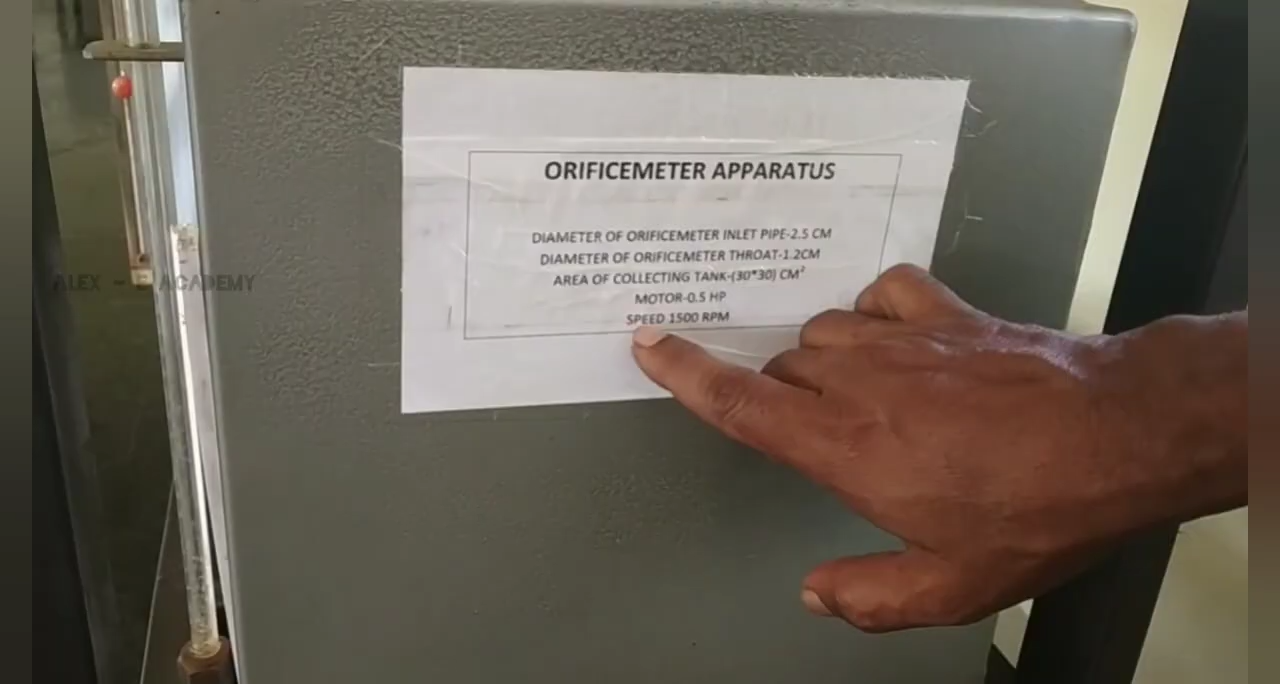 ORIFICEMETER APPARATUS
DIAMETER OF ORIFICEMETER INLET PIPE-2.5 CM
DIAMETER OF ORIFICEMETER THROAT-1.2CM
AREA OF COLLECTING TANK-(30*30) CM²
ALEX - E ACADEMY
MOTOR-0.5 HP
SPEED 1500 RPM